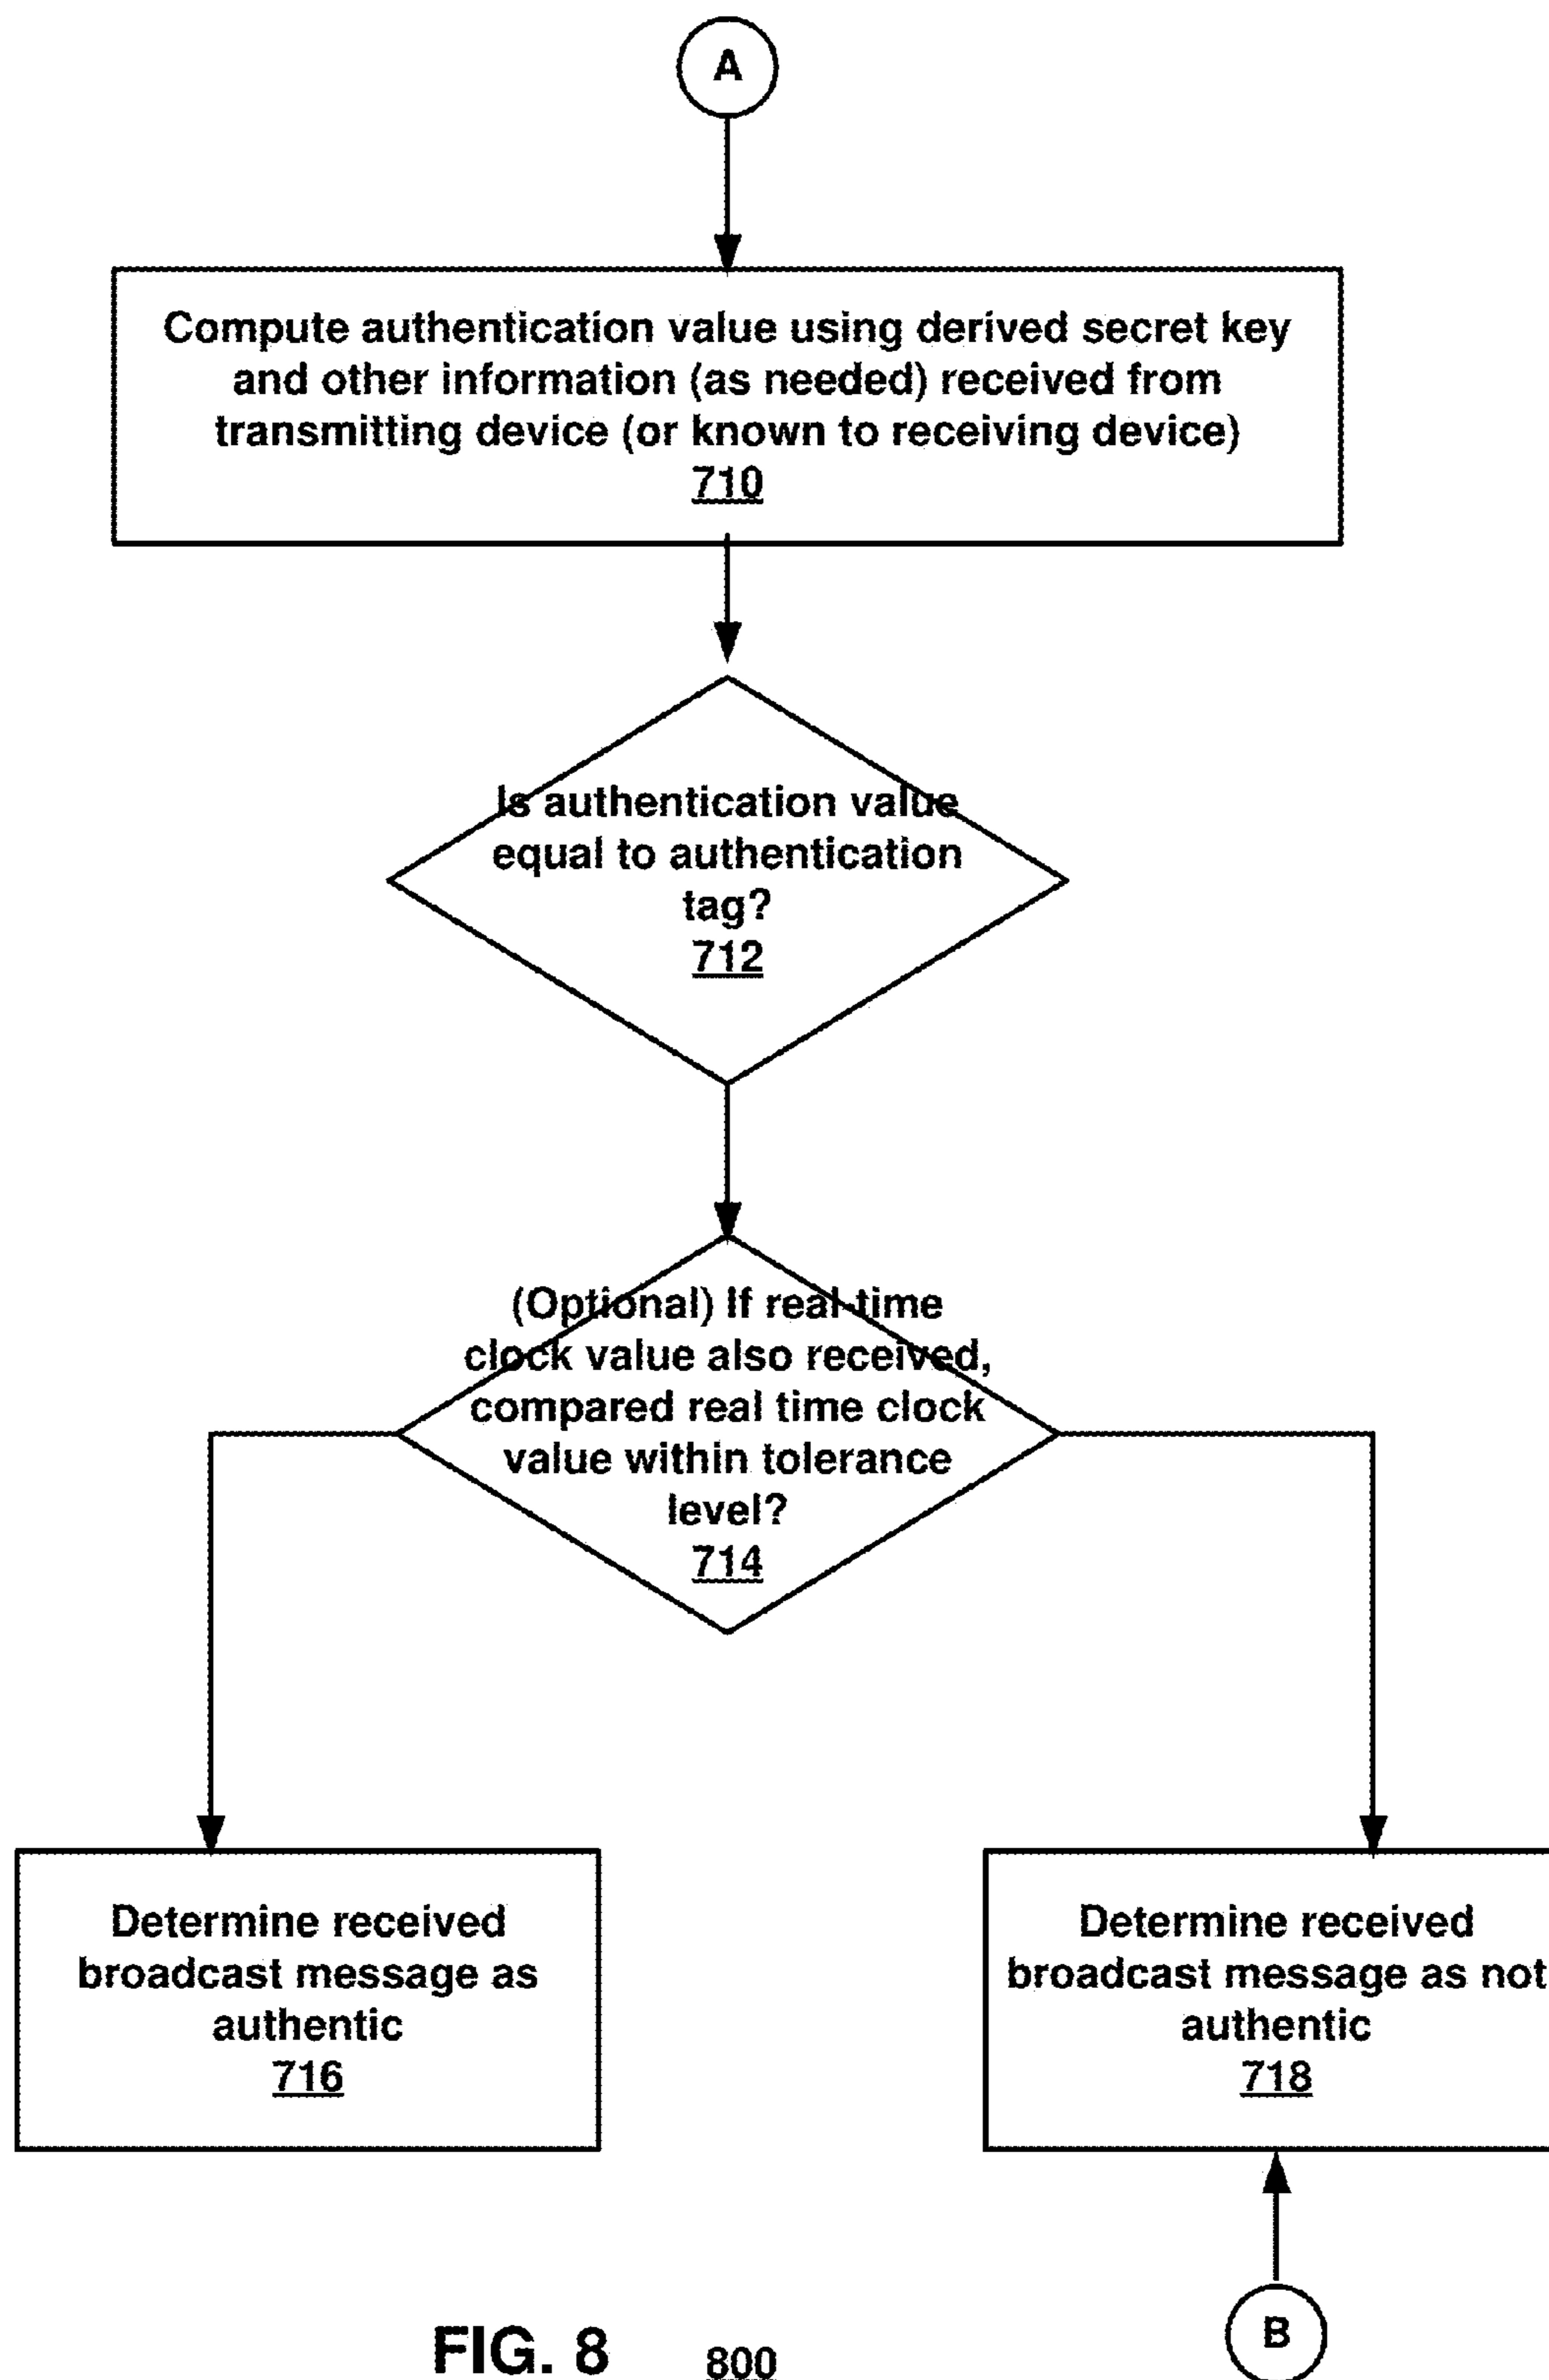 A
Compute authentication value using derived secret key
and other information (as needed) received from
transmitting device (or known to receiving device)
710
Is authentication value
equal to authentication
tag?
712
(Optional) If real-time
clock value also received,
compared real time clock
value within tolerance
level?
714
Determine received
broadcast message as
authentic
716
Determine received
broadcast message as not
authentic
718
B
FIG. 8 800